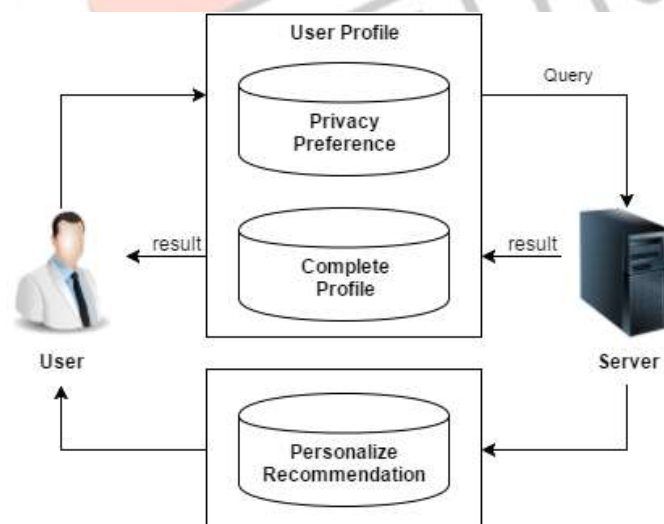 User Profile
Query
Privacy
Preference
result
result
Complete
Profile
User
Server
Personalize
Recommendation